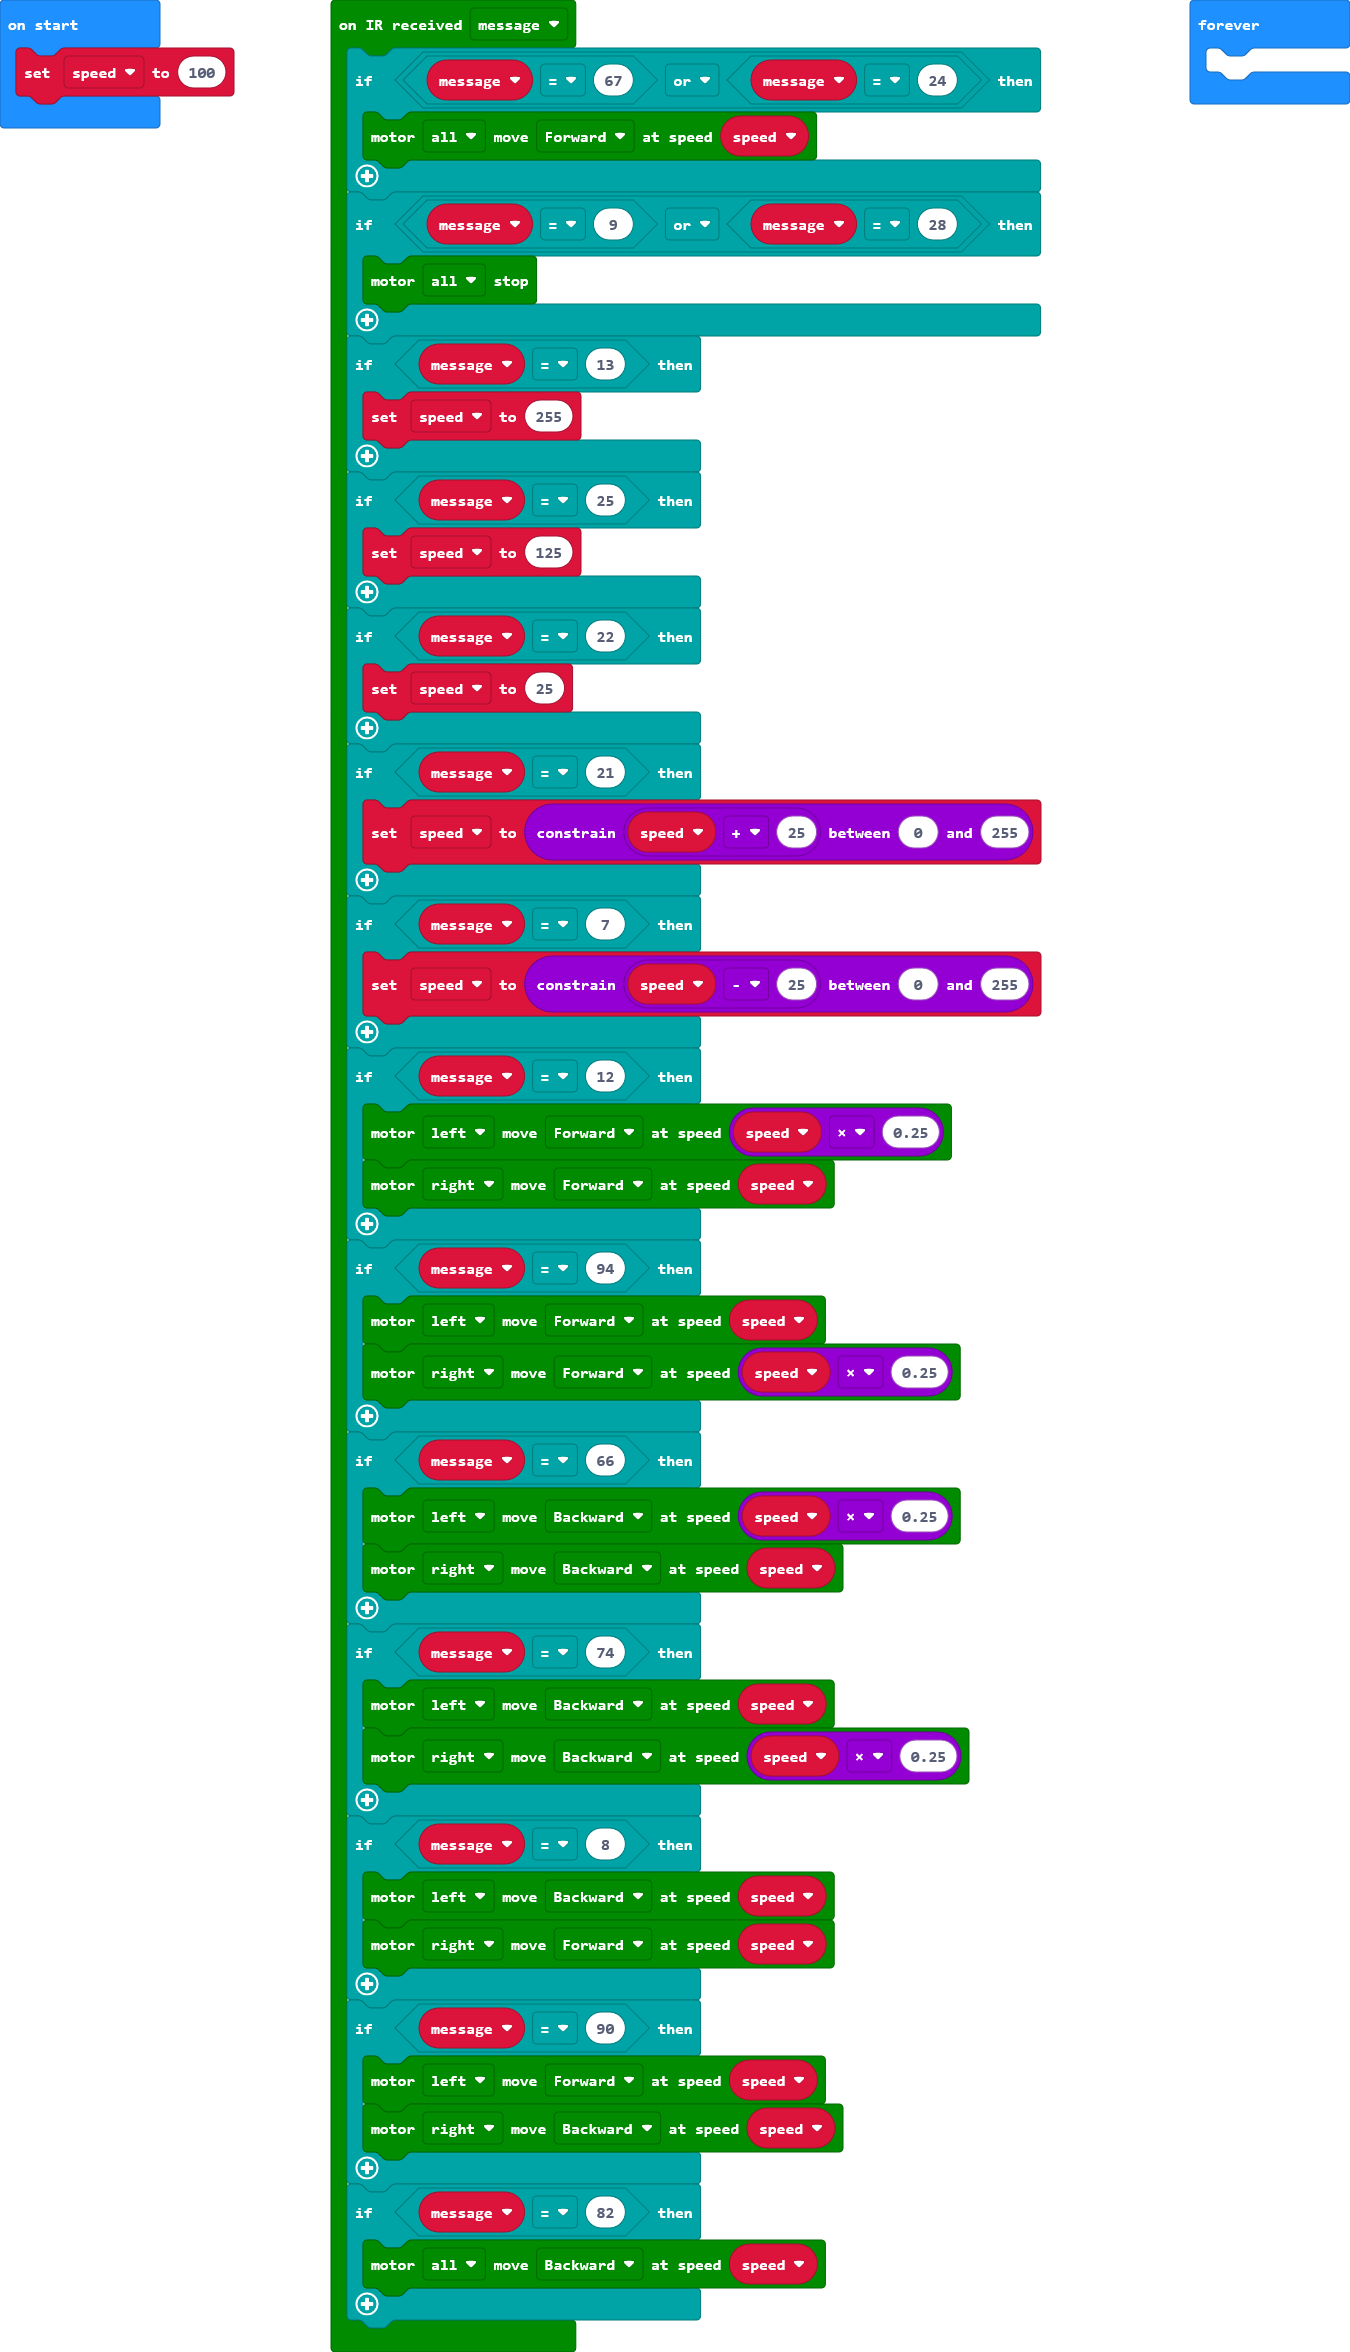 on start
set speed to 100
on IR received message
if message = 67 or message = 24 then
motor all move Forward at speed speed
if message = 9 or message = 28 then
motor all stop
if message = 13 then
set speed to 255
if message = 25 then
set speed to 125
if message = 22 then
set speed to 25
if message = 21 then
set speed to constrain speed + 25 between 0 and 255
if message = 7 then
set speed to constrain speed - 25 between 0 and 255
if message = 12 then
motor left move Forward at speed speed × 0.25
motor right move Forward at speed speed
if message = 94 then
motor left move Forward at speed speed
motor right move Forward at speed speed × 0.25
if message = 66 then
motor left move Backward at speed speed × 0.25
motor right move Backward at speed speed
if message = 74 then
motor left move Backward at speed speed
motor right move Backward at speed speed × 0.25
if message = 8 then
motor left move Backward at speed speed
motor right move Forward at speed speed
if message = 90 then
motor left move Forward at speed speed
motor right move Backward at speed speed
if message = 82 then
motor all move Backward at speed speed
forever